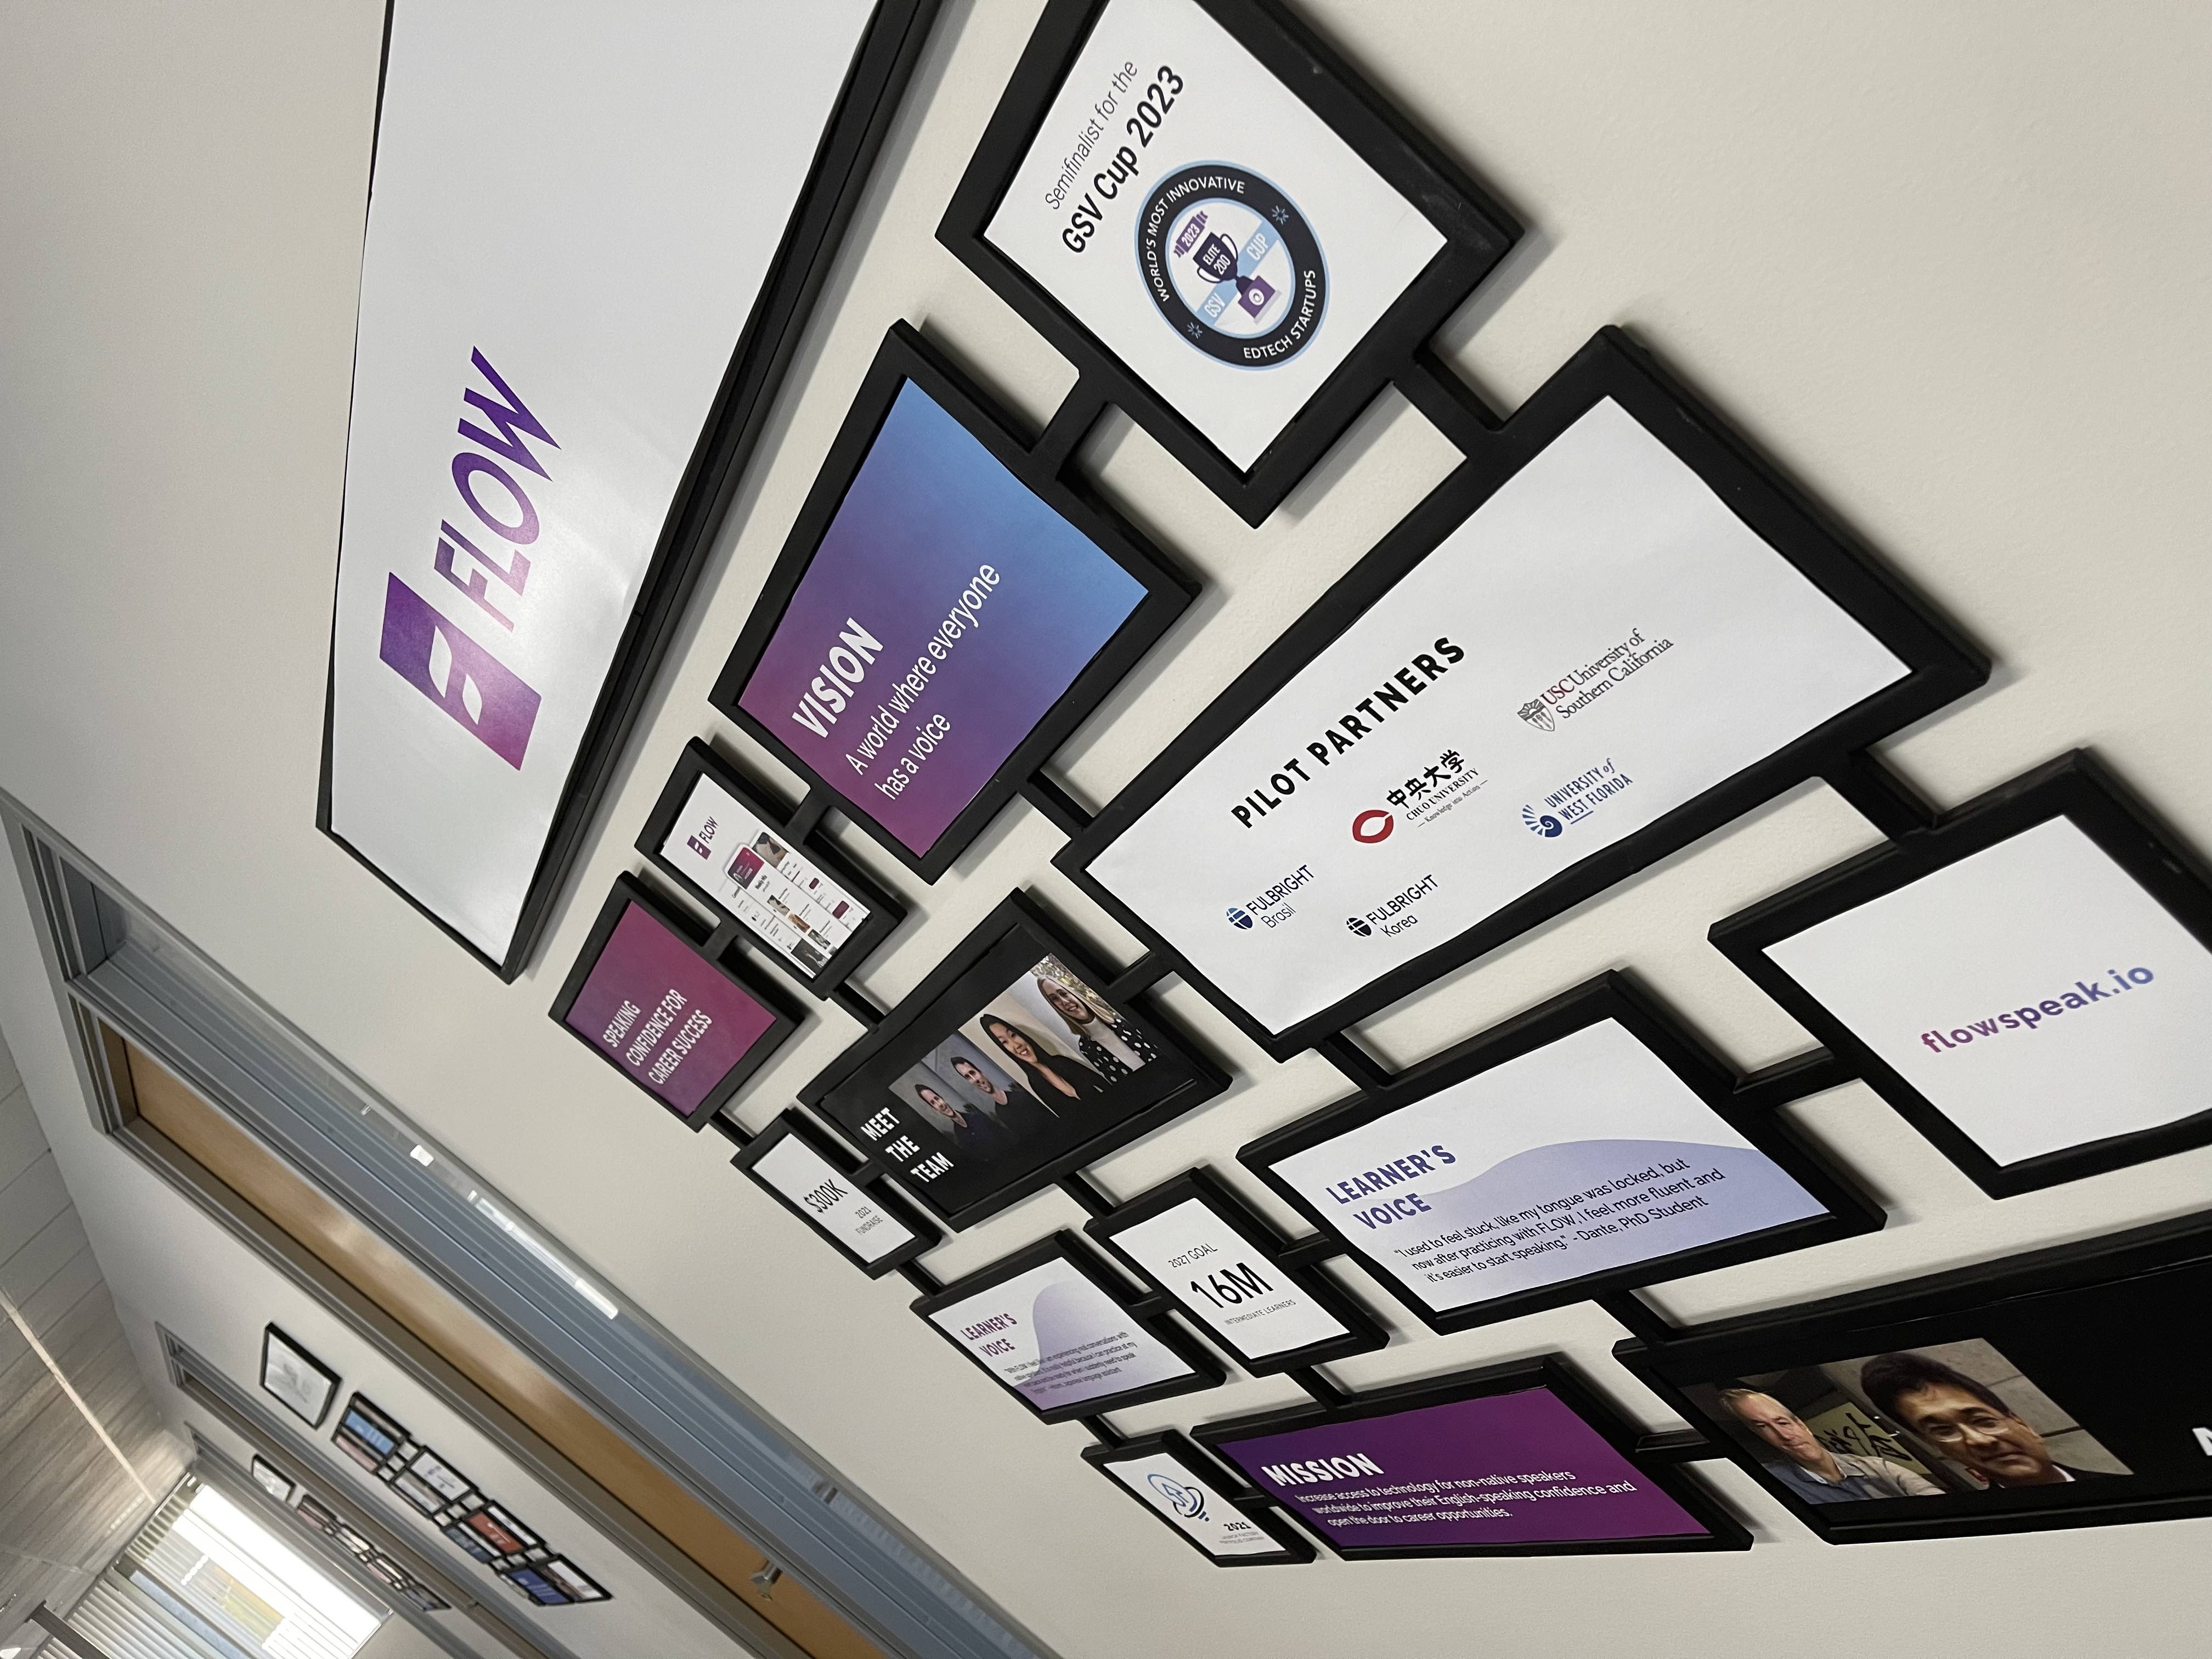 FLOW
Semifinalist for the
GSV Cup 2023
WORLD'S MOST INNOVATIVE
2023
ELITE
200
GSV CUP
EDTECH STARTUPS
VISION
A world where everyone
has a voice
FLOW
SPEAKING
CONFIDENCE FOR
CAREER SUCCESS
PILOT PARTNERS
FULBRIGHT
Brasil
中央大学
CHUO UNIVERSITY
Knowledge into Action
USC University of
Southern California
FULBRIGHT
Korea
UNIVERSITY of
WEST FLORIDA
MEET
THE
TEAM
$300K
2021
FUNDRAISE
flowspeak.io
LEARNER'S
VOICE
"I used to feel stuck, like my tongue was locked, but
now after practicing with FLOW, I feel more fluent and
it's easier to start speaking." - Dante, PhD Student
2027 GOAL
16M
INTERMEDIATE LEARNERS
LEARNER'S
VOICE
MISSION
Increase access to technology for non-native speakers
worldwide to improve their English-speaking confidence and
open the door to career opportunities.
2021